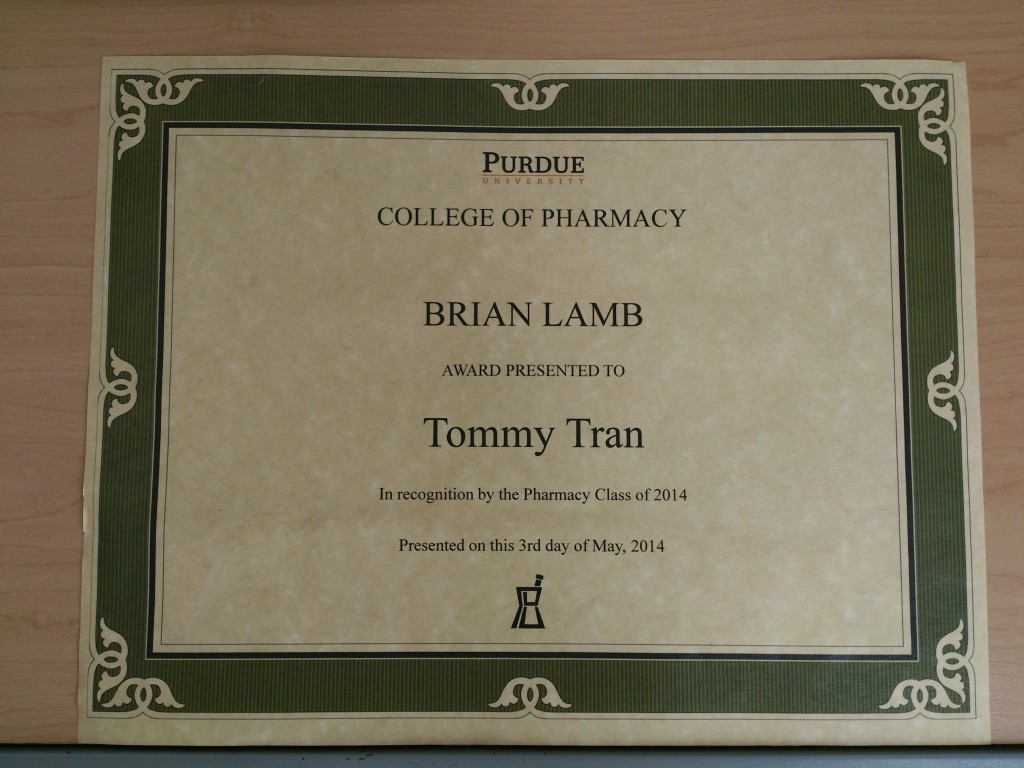 PURDUE
UNIVERSITY
COLLEGE OF PHARMACY
BRIAN LAMB
AWARD PRESENTED TO
Tommy Tran
In recognition by the Pharmacy Class of 2014
Presented on this 3rd day of May, 2014